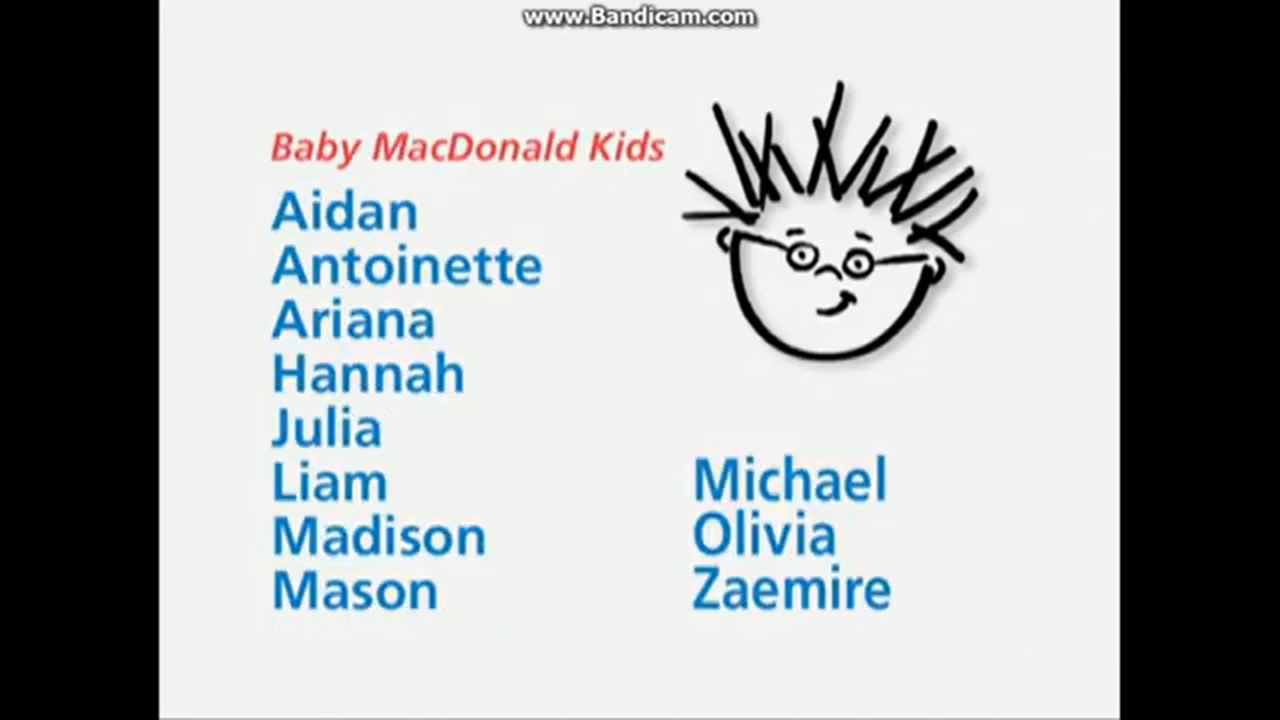 www.Bandicam.com
Baby MacDonald Kids
Aidan
Antoinette
Ariana
Hannah
Julia
Liam
Madison
Mason
Michael
Olivia
Zaemire